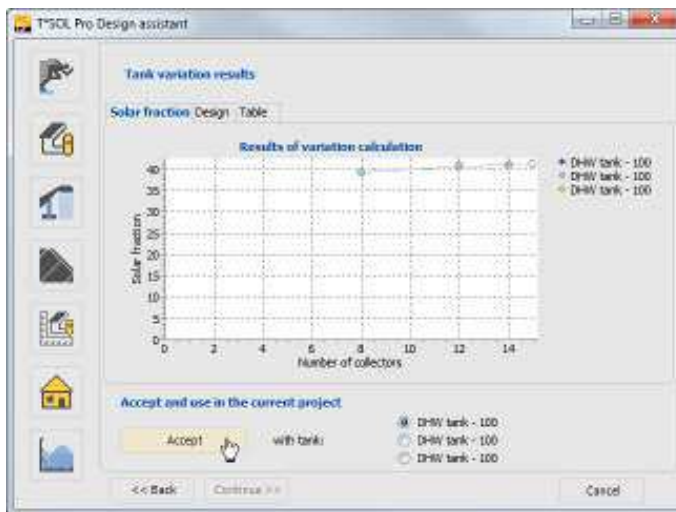 T*SOL Pro Design assistant
Tank variation results
Solar fraction Design Table
Results of variation calculation
40
35
30
25
20
15
10
5
0
Solar fraction
0 2 4 6 8 10 12 14
Number of collectors
DHW tank - 100
DHW tank - 100
DHW tank - 100
Accept and use in the current project
Accept with tank:
DHW tank - 100
DHW tank - 100
DHW tank - 100
<< Back Continue >> Cancel